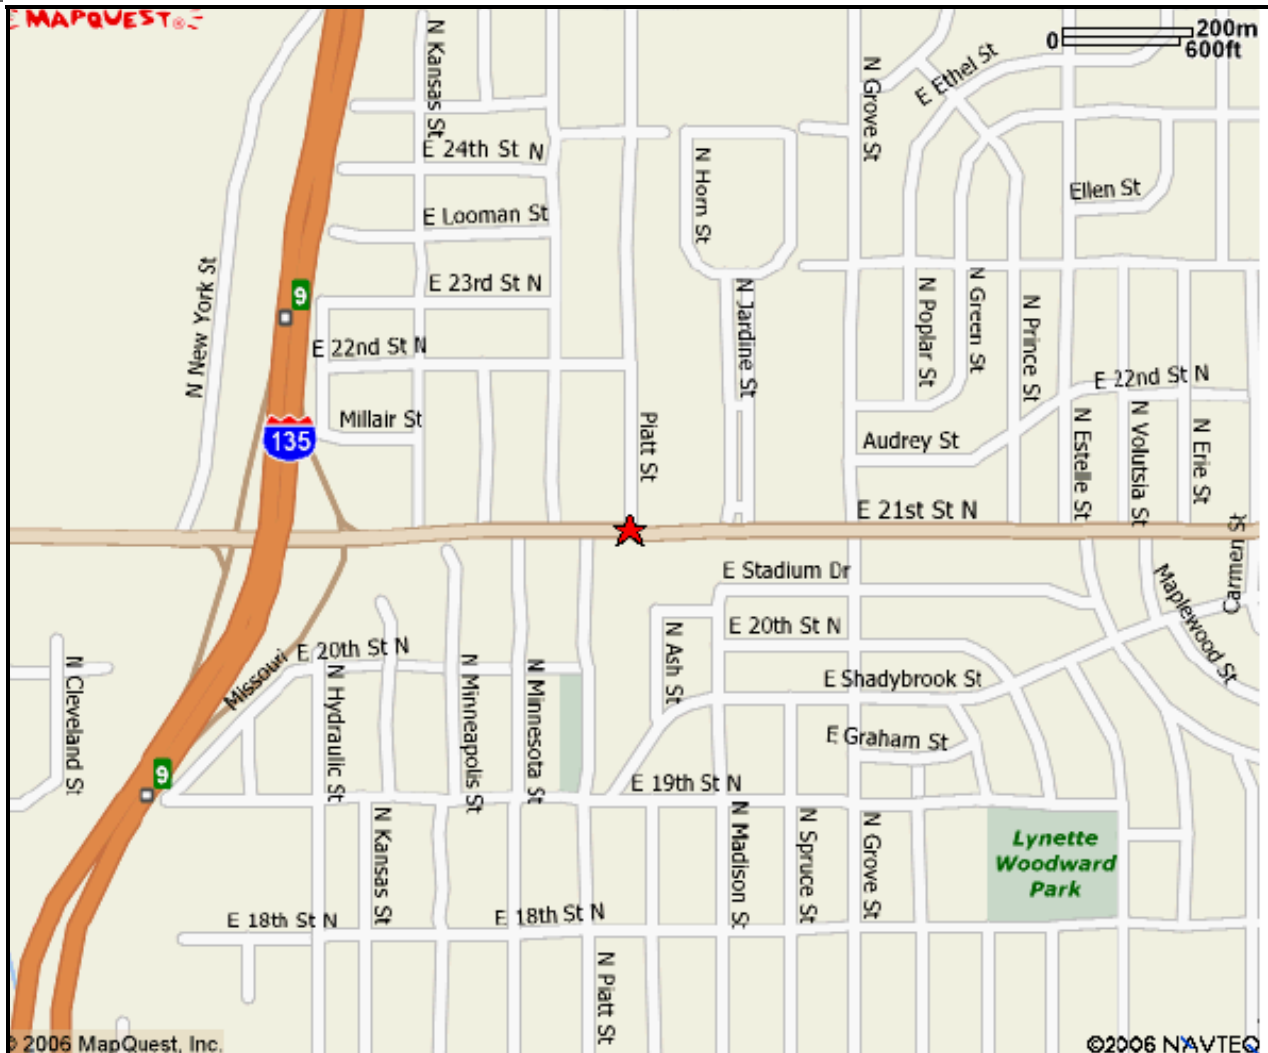 MAPQUEST®
200m
0
600ft
N Kansas St
N Grove St
E Ethel St
E 24th St N
N Horn St
Ellen St
E Looman St
N New York St
E 23rd St N
9
N Jardine St
N Poplar St
N Green St
N Prince St
E 22nd St N
E 22nd St N
Millair St
135
Piatt St
Audrey St
N Estelle St
N Volutsia St
N Erie St
E 21st St N
Carmen St
E Stadium Dr
Maplewood St
E 20th St N
N Ash St
E 20th St N
Missouri
N Cleveland St
N Hydraulic St
N Minneapolis St
N Minnesota St
E Shadybrook St
E Graham St
9
E 19th St N
N Kansas St
N Madison St
N Spruce St
N Grove St
Lynette
Woodward
Park
E 18th St N
E 18th St N
N Piatt St
© 2006 MapQuest, Inc.
©2006 NAVTEQ